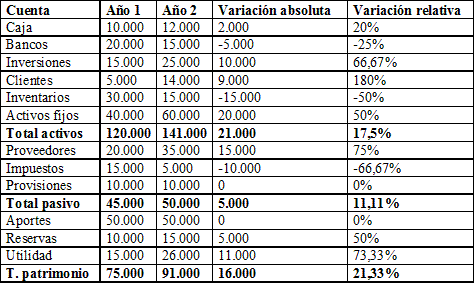 Cuenta Año 1 Año 2 Variación absoluta Variación relativa
Caja 10.000 12.000 2.000 20%
Bancos 20.000 15.000 -5.000 -25%
Inversiones 15.000 25.000 10.000 66,67%
Clientes 5.000 14.000 9.000 180%
Inventarios 30.000 15.000 -15.000 -50%
Activos fijos 40.000 60.000 20.000 50%
Total activos 120.000 141.000 21.000 17,5%
Proveedores 20.000 35.000 15.000 75%
Impuestos 15.000 5.000 -10.000 -66,67%
Provisiones 10.000 10.000 0 0%
Total pasivo 45.000 50.000 5.000 11,11%
Aportes 50.000 50.000 0 0%
Reservas 10.000 15.000 5.000 50%
Utilidad 15.000 26.000 11.000 73,33%
T. patrimonio 75.000 91.000 16.000 21,33%